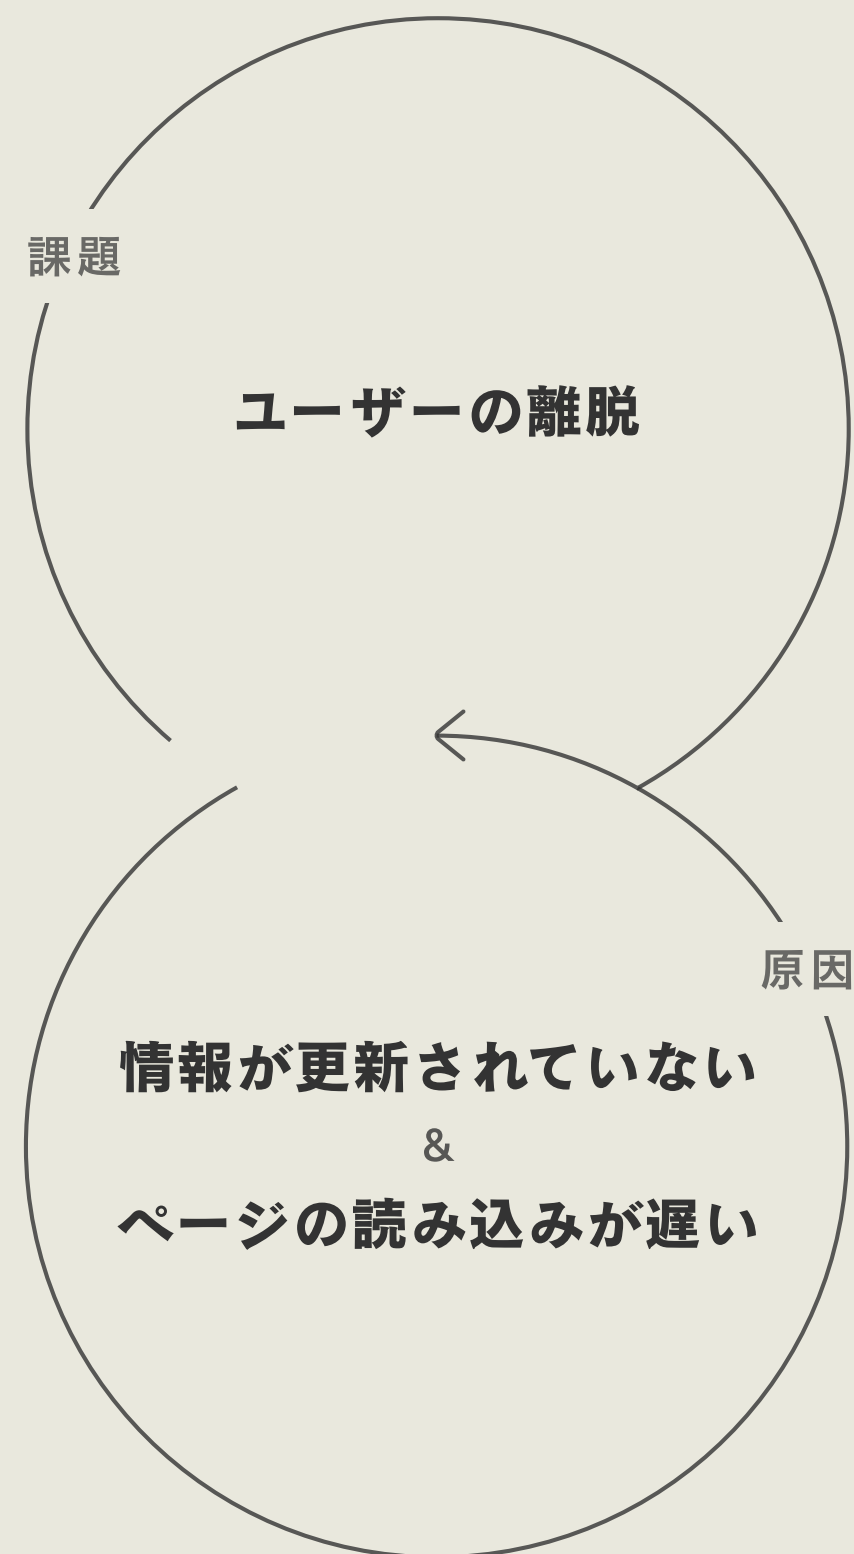 課題
ユーザーの離脱
原因
情報が更新されていない
&
ページの読み込みが遅い